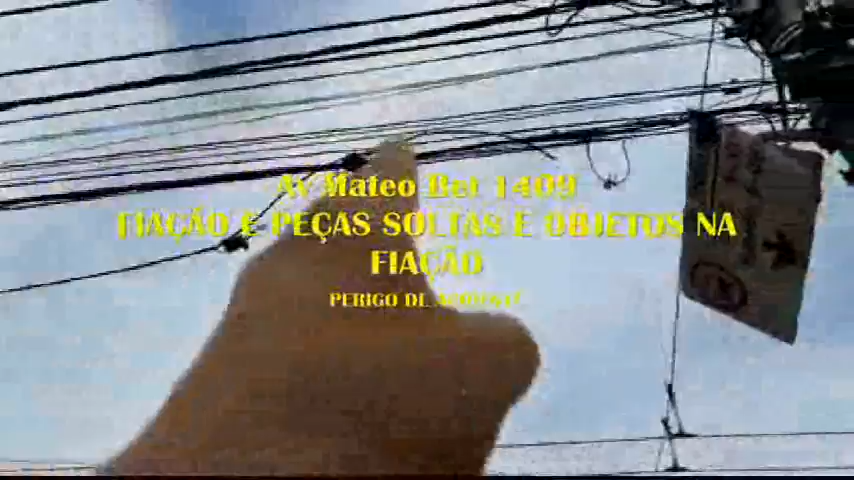 Av Mateo Bei 1409
FIAÇÃO E PEÇAS SOLTAS E OBJETOS NA
FIAÇÃO
PERIGO DE